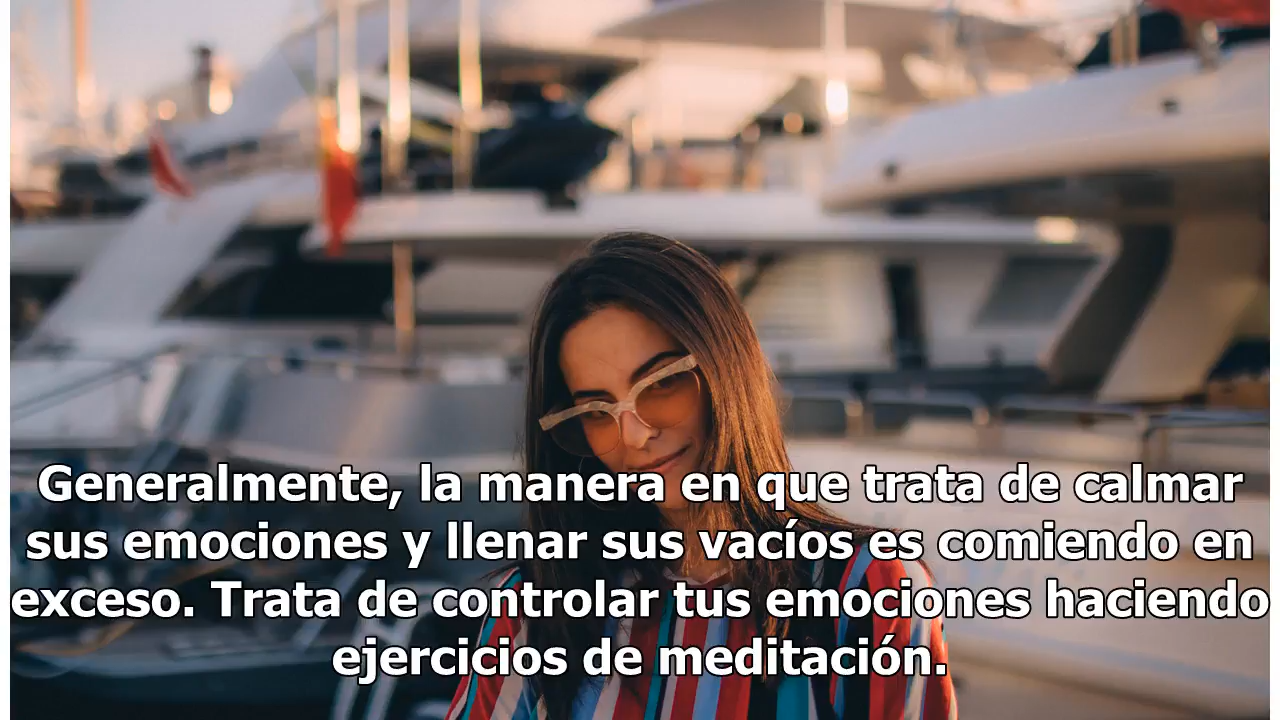 Generalmente, la manera en que trata de calmar
sus emociones y llenar sus vacíos es comiendo en
exceso. Trata de controlar tus emociones haciendo
ejercicios de meditación.